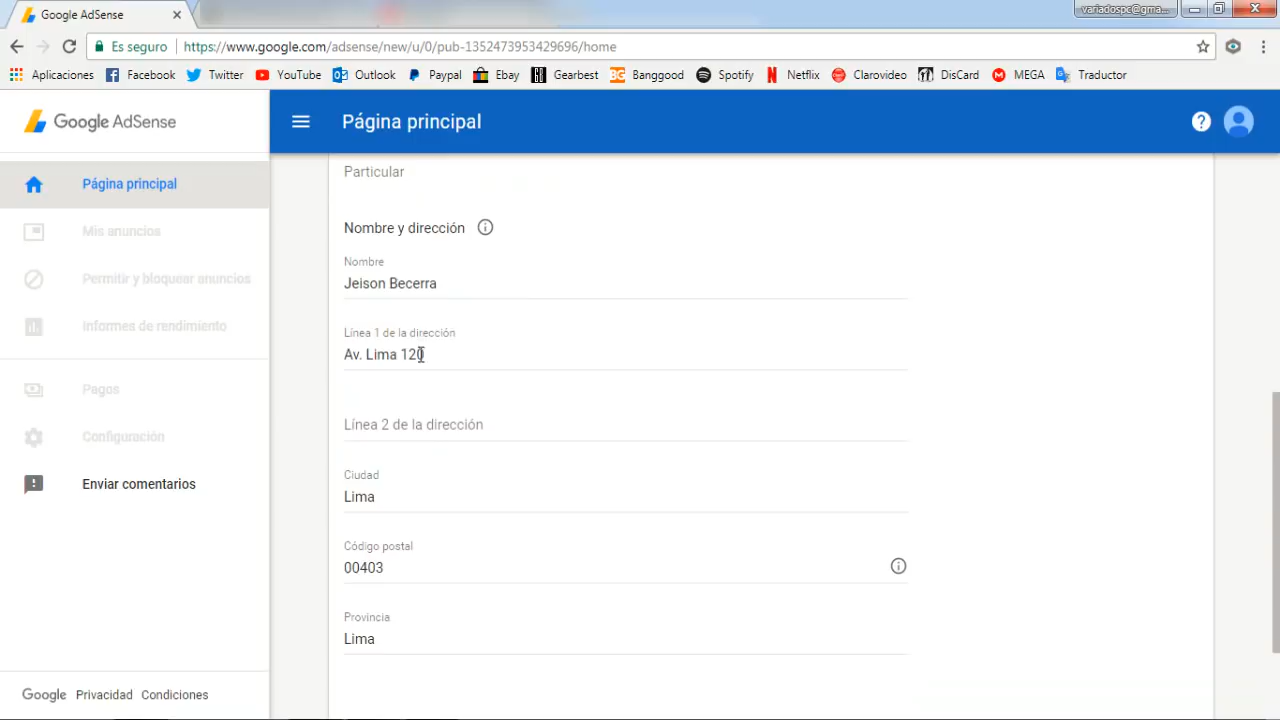 Google AdSense
variadospc@gma...
Es seguro
https://www.google.com/adsense/new/u/0/pub-1352473953429696/home
Aplicaciones
Facebook
Twitter
YouTube
Outlook
Paypal
Ebay
Gearbest
Banggood
Spotify
Netflix
Clarovideo
DisCard
MEGA
Traductor
Google AdSense
Página principal
Página principal
Mis anuncios
Permitir y bloquear anuncios
Informes de rendimiento
Pagos
Configuración
Enviar comentarios
Google Privacidad Condiciones
Particular
Nombre y dirección
Nombre
Jeison Becerra
Línea 1 de la dirección
Av. Lima 120
Línea 2 de la dirección
Ciudad
Lima
Código postal
00403
Provincia
Lima